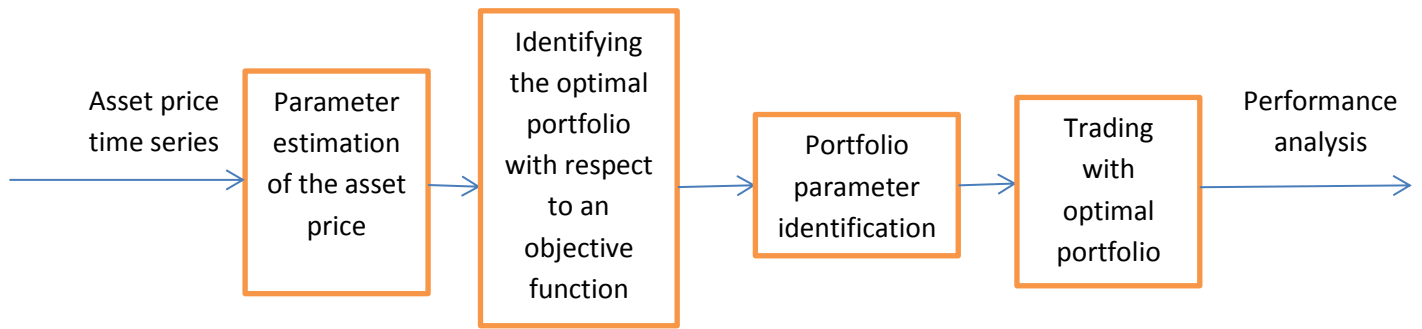 Asset price
time series
Parameter
estimation
of the asset
price
Identifying
the optimal
portfolio
with respect
to an
objective
function
Portfolio
parameter
identification
Trading
with
optimal
portfolio
Performance
analysis